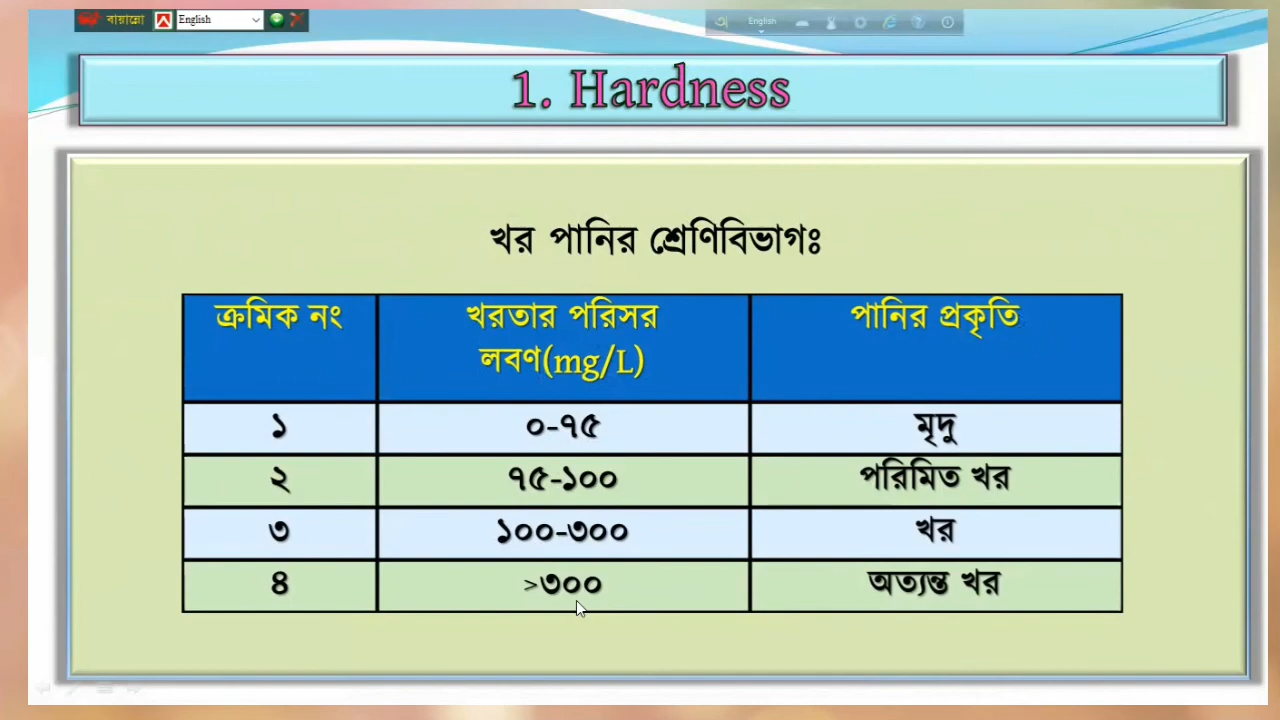 বায়ান্নো English English
1. Hardness
খর পানির শ্রেণিবিভাগঃ
ক্রমিক নং খরতার পরিসর পানির প্রকৃতি
লবণ(mg/L)
১ ০-৭৫ মৃদু
২ ৭৫-১০০ পরিমিত খর
৩ ১০০-৩০০ খর
৪ >৩০০ অত্যন্ত খর